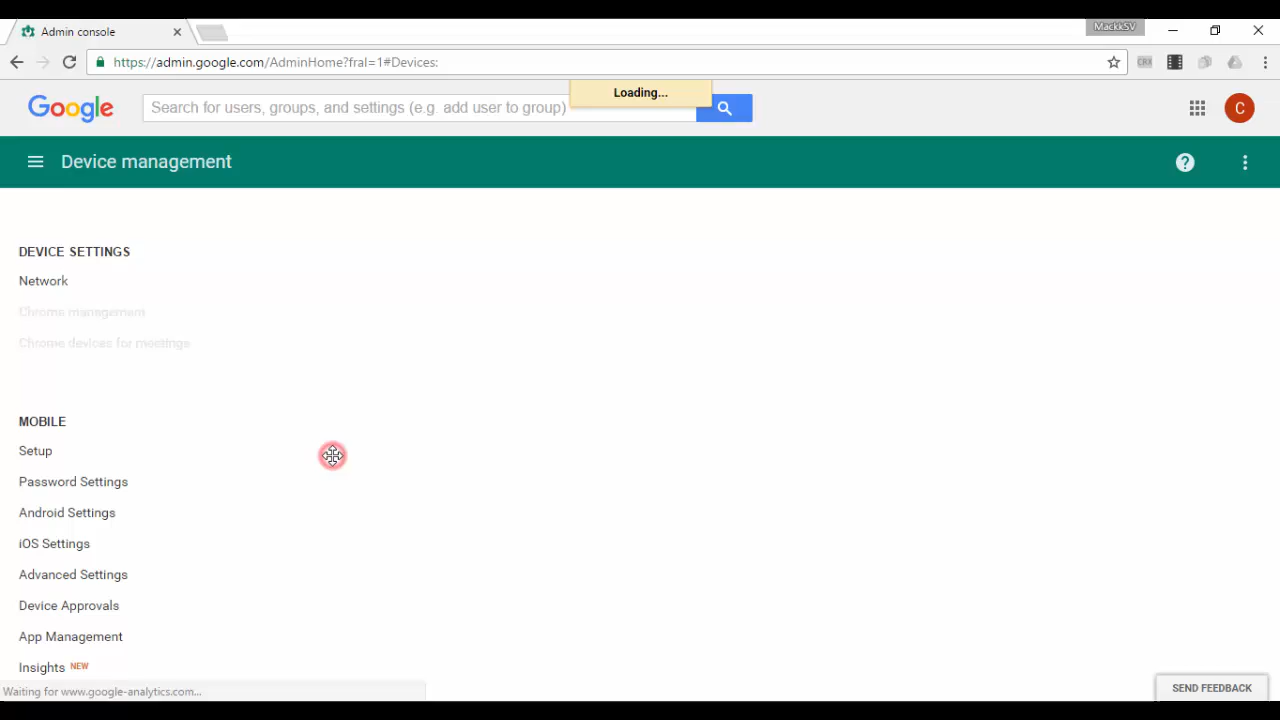 Admin console
MackkSV
https://admin.google.com/AdminHome?fral=1#Devices:
CRX
Google
Search for users, groups, and settings (e.g. add user to group)
Loading...
C
Device management
DEVICE SETTINGS
Network
Chrome management
Chrome devices for meetings
MOBILE
Setup
Password Settings
Android Settings
iOS Settings
Advanced Settings
Device Approvals
App Management
Insights NEW
Waiting for www.google-analytics.com...
SEND FEEDBACK